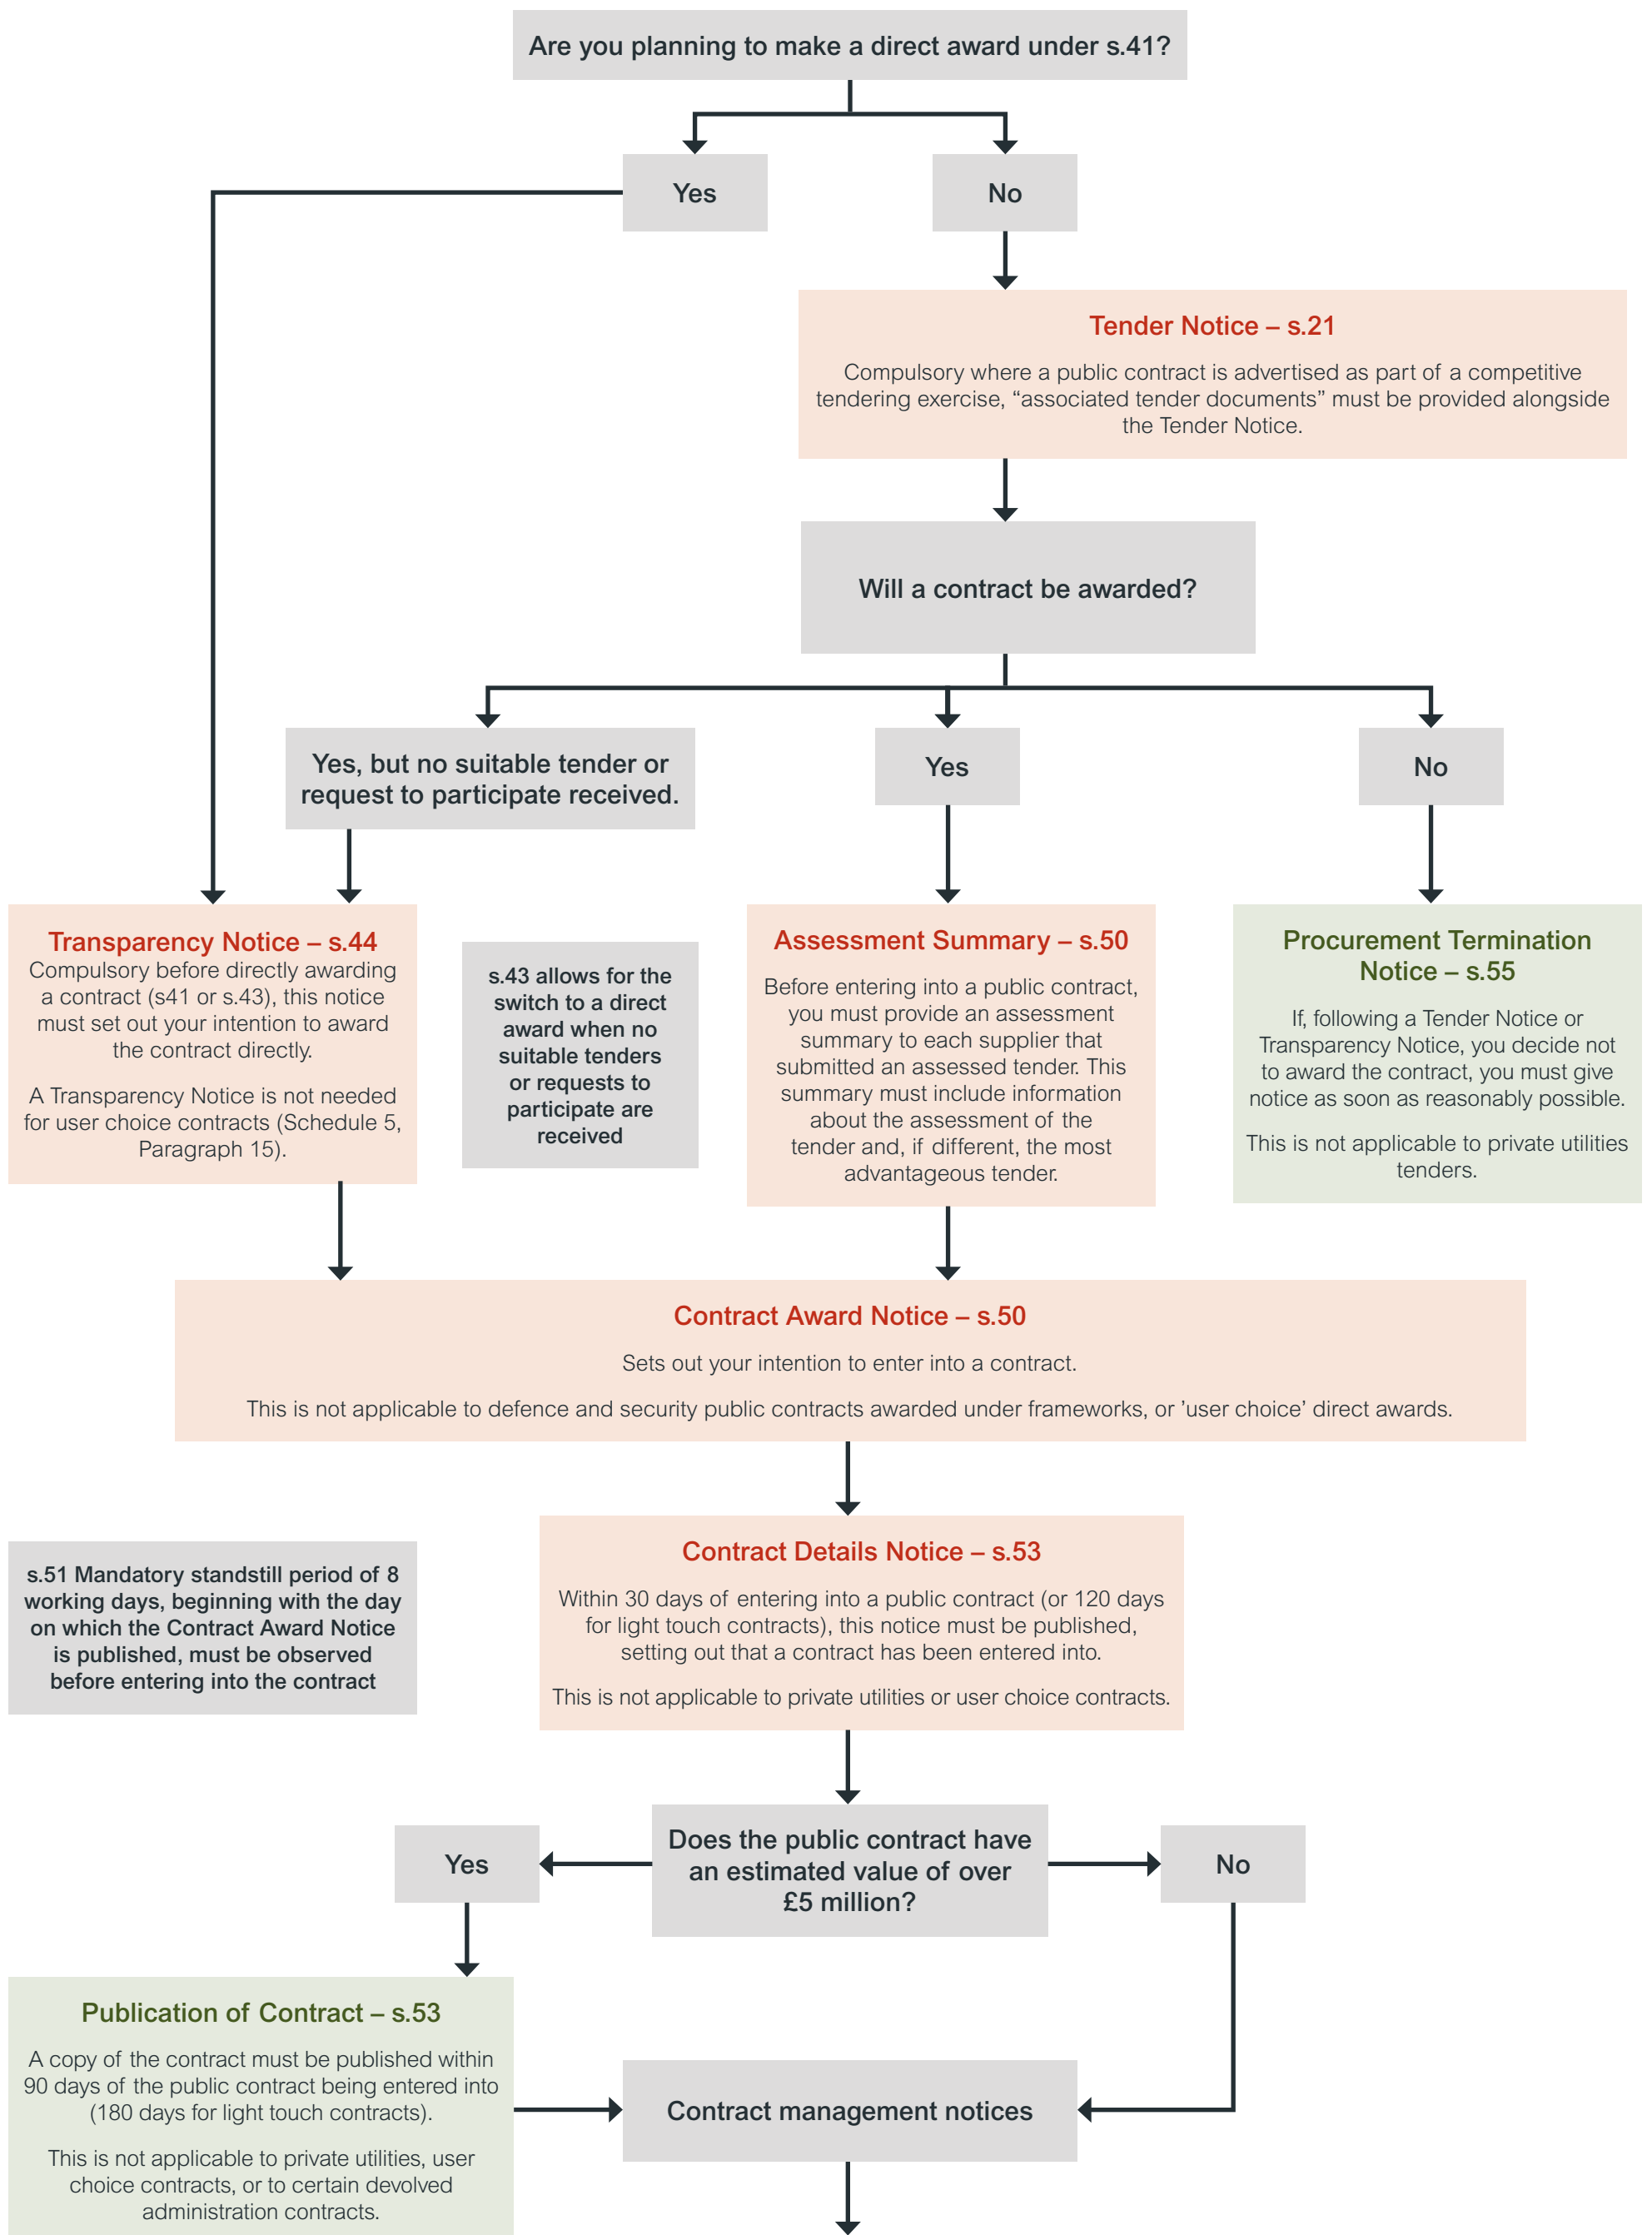 Are you planning to make a direct award under s.41?
Yes
No
Tender Notice – s.21
Compulsory where a public contract is advertised as part of a competitive
tendering exercise, “associated tender documents” must be provided alongside
the Tender Notice.
Will a contract be awarded?
Yes, but no suitable tender or
request to participate received.
Yes
No
Transparency Notice – s.44
Compulsory before directly awarding
a contract (s41 or s.43), this notice
must set out your intention to award
the contract directly.
A Transparency Notice is not needed
for user choice contracts (Schedule 5,
Paragraph 15).
s.43 allows for the
switch to a direct
award when no
suitable tenders
or requests to
participate are
received
Assessment Summary – s.50
Before entering into a public contract,
you must provide an assessment
summary to each supplier that
submitted an assessed tender. This
summary must include information
about the assessment of the
tender and, if different, the most
advantageous tender.
Procurement Termination
Notice – s.55
If, following a Tender Notice or
Transparency Notice, you decide not
to award the contract, you must give
notice as soon as reasonably possible.
This is not applicable to private utilities
tenders.
Contract Award Notice – s.50
Sets out your intention to enter into a contract.
This is not applicable to defence and security public contracts awarded under frameworks, or ’user choice’ direct awards.
s.51 Mandatory standstill period of 8
working days, beginning with the day
on which the Contract Award Notice
is published, must be observed
before entering into the contract
Contract Details Notice – s.53
Within 30 days of entering into a public contract (or 120 days
for light touch contracts), this notice must be published,
setting out that a contract has been entered into.
This is not applicable to private utilities or user choice contracts.
Yes
Does the public contract have
an estimated value of over
£5 million?
No
Publication of Contract – s.53
A copy of the contract must be published within
90 days of the public contract being entered into
(180 days for light touch contracts).
This is not applicable to private utilities, user
choice contracts, or to certain devolved
administration contracts.
Contract management notices